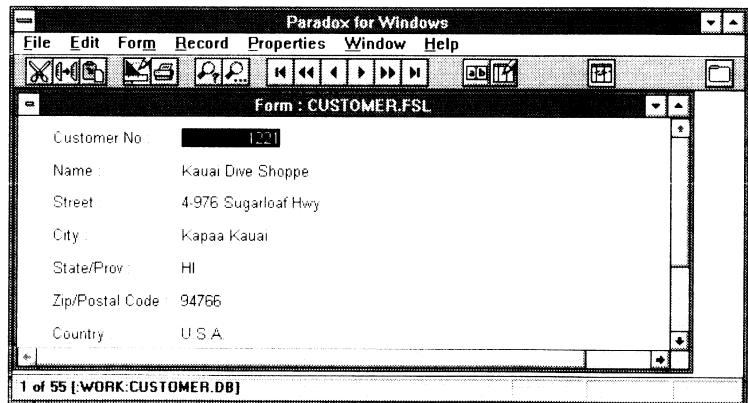 Paradox for Windows
File Edit Form Record Properties Window Help
Form : CUSTOMER.FSL
Customer No : 1221
Name : Kauai Dive Shoppe
Street : 4-976 Sugarloaf Hwy
City : Kapaa Kauai
State/Prov : HI
Zip/Postal Code : 94766
Country U.S.A.
1 of 55 [:WORK:CUSTOMER.DB]